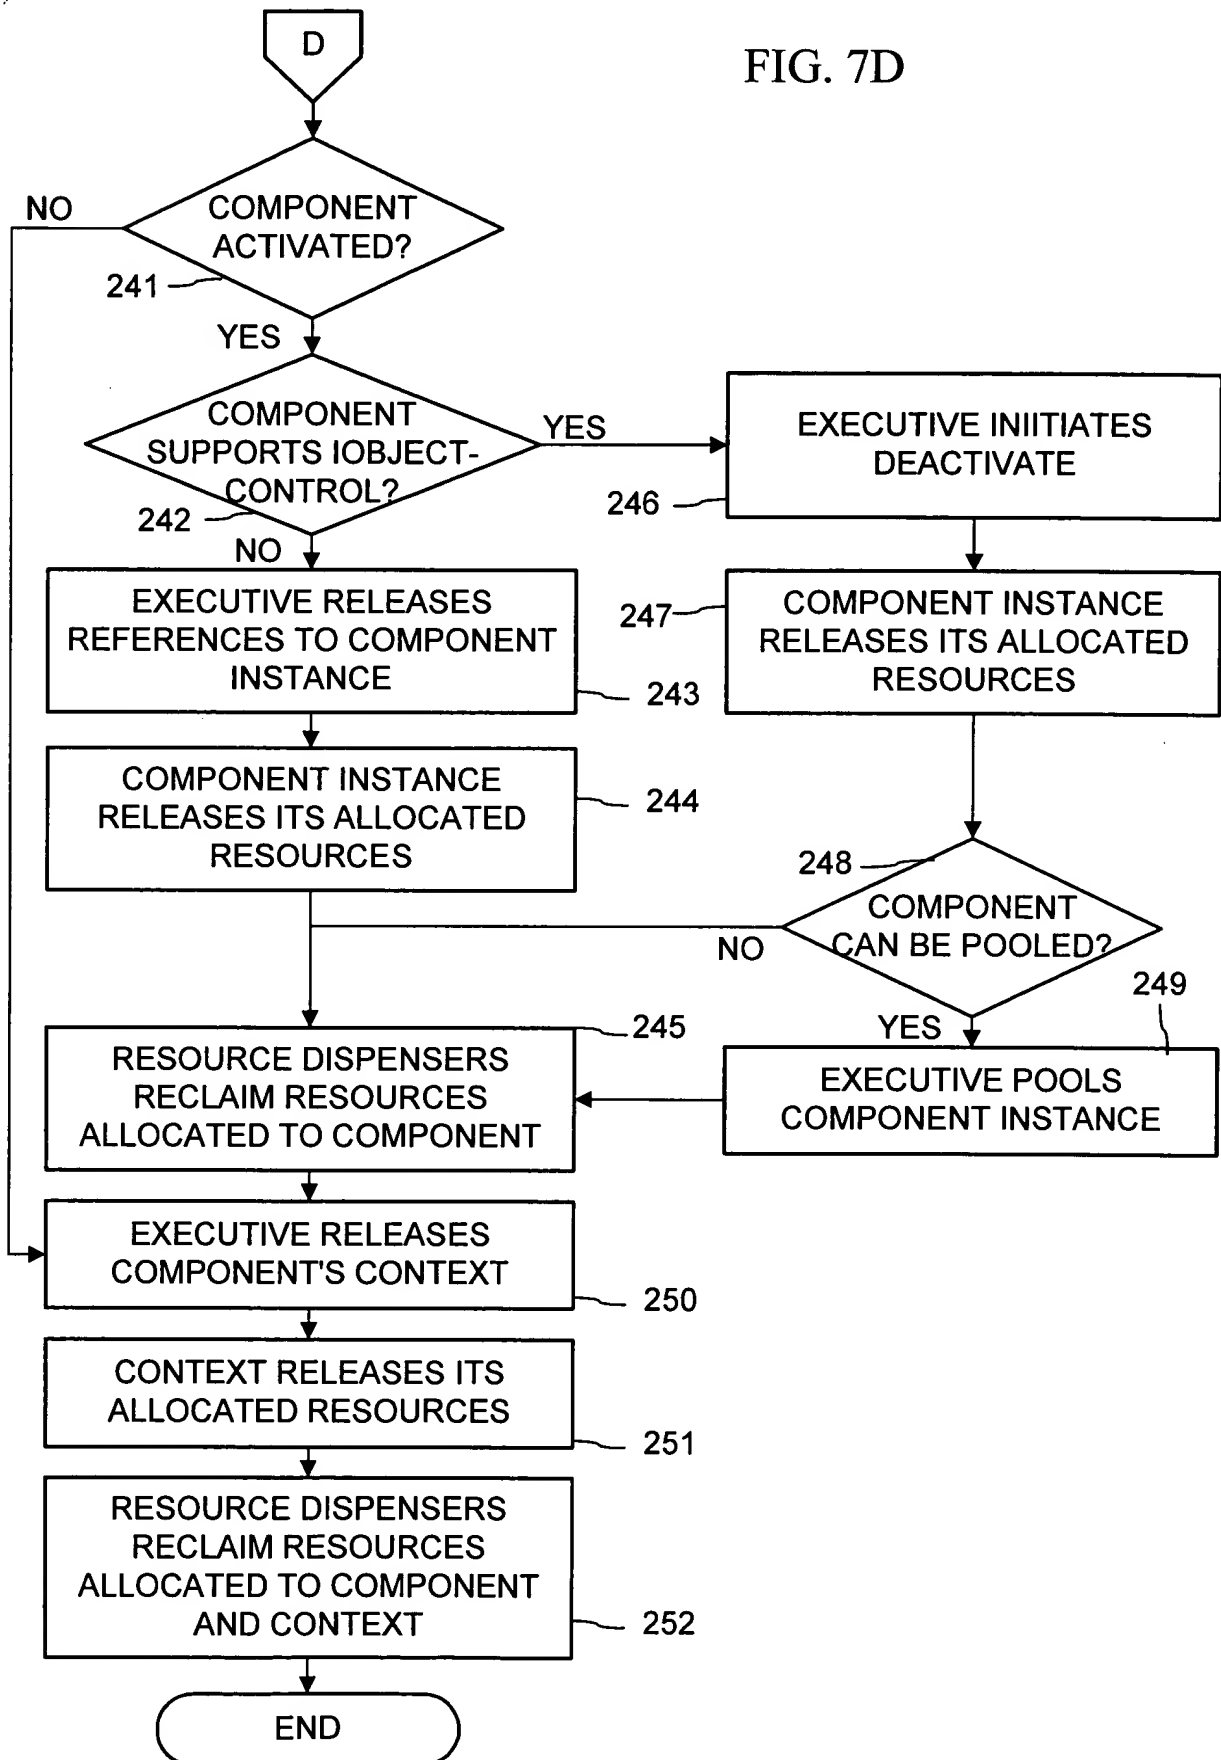 D
FIG. 7D
NO
COMPONENT
ACTIVATED?
241
YES
COMPONENT
SUPPORTS IOBJECT-
CONTROL?
242
YES
NO
EXECUTIVE INIITIATES
DEACTIVATE
246
EXECUTIVE RELEASES
REFERENCES TO COMPONENT
INSTANCE
243
247
COMPONENT INSTANCE
RELEASES ITS ALLOCATED
RESOURCES
COMPONENT INSTANCE
RELEASES ITS ALLOCATED
RESOURCES
244
248
COMPONENT
CAN BE POOLED?
NO
YES
249
245
RESOURCE DISPENSERS
RECLAIM RESOURCES
ALLOCATED TO COMPONENT
EXECUTIVE POOLS
COMPONENT INSTANCE
EXECUTIVE RELEASES
COMPONENT'S CONTEXT
250
CONTEXT RELEASES ITS
ALLOCATED RESOURCES
251
RESOURCE DISPENSERS
RECLAIM RESOURCES
ALLOCATED TO COMPONENT
AND CONTEXT
252
END